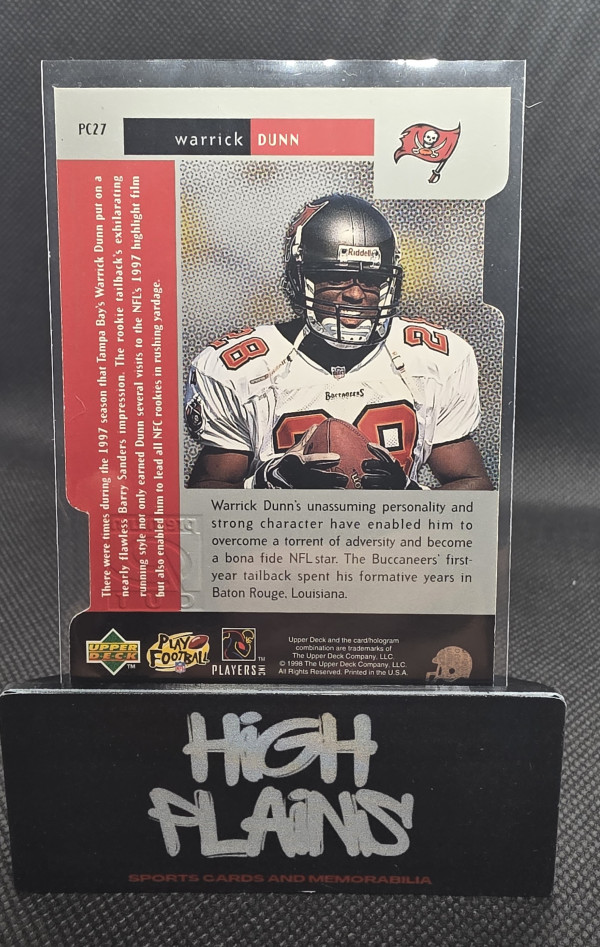 PC27
warrick DUNN
There were times during the 1997 season that Tampa Bay's Warrick Dunn put on a
nearly flawless Barry Sanders impression. The rookie tailback's exhilarating
running style not only earned Dunn several visits to the NFL's 1997 highlight film
but also enabled him to lead all NFC rookies in rushing yardage.
Riddell
28
28
BUCCANEERS
28
Warrick Dunn's unassuming personality and
strong character have enabled him to
overcome a torrent of adversity and become
a bona fide NFL star. The Buccaneers' first-
year tailback spent his formative years in
Baton Rouge, Louisiana.
UPPER
DECK
TM
PLAY
FOOTBALL
NFL
PLAYERS INC
TM
Upper Deck and the card/hologram
combination are trademarks of
The Upper Deck Company, LLC.
© 1998 The Upper Deck Company, LLC.
All Rights Reserved. Printed in the U.S.A.
HiGH
PLAiNS
SPORTS CARDS AND MEMORABILIA